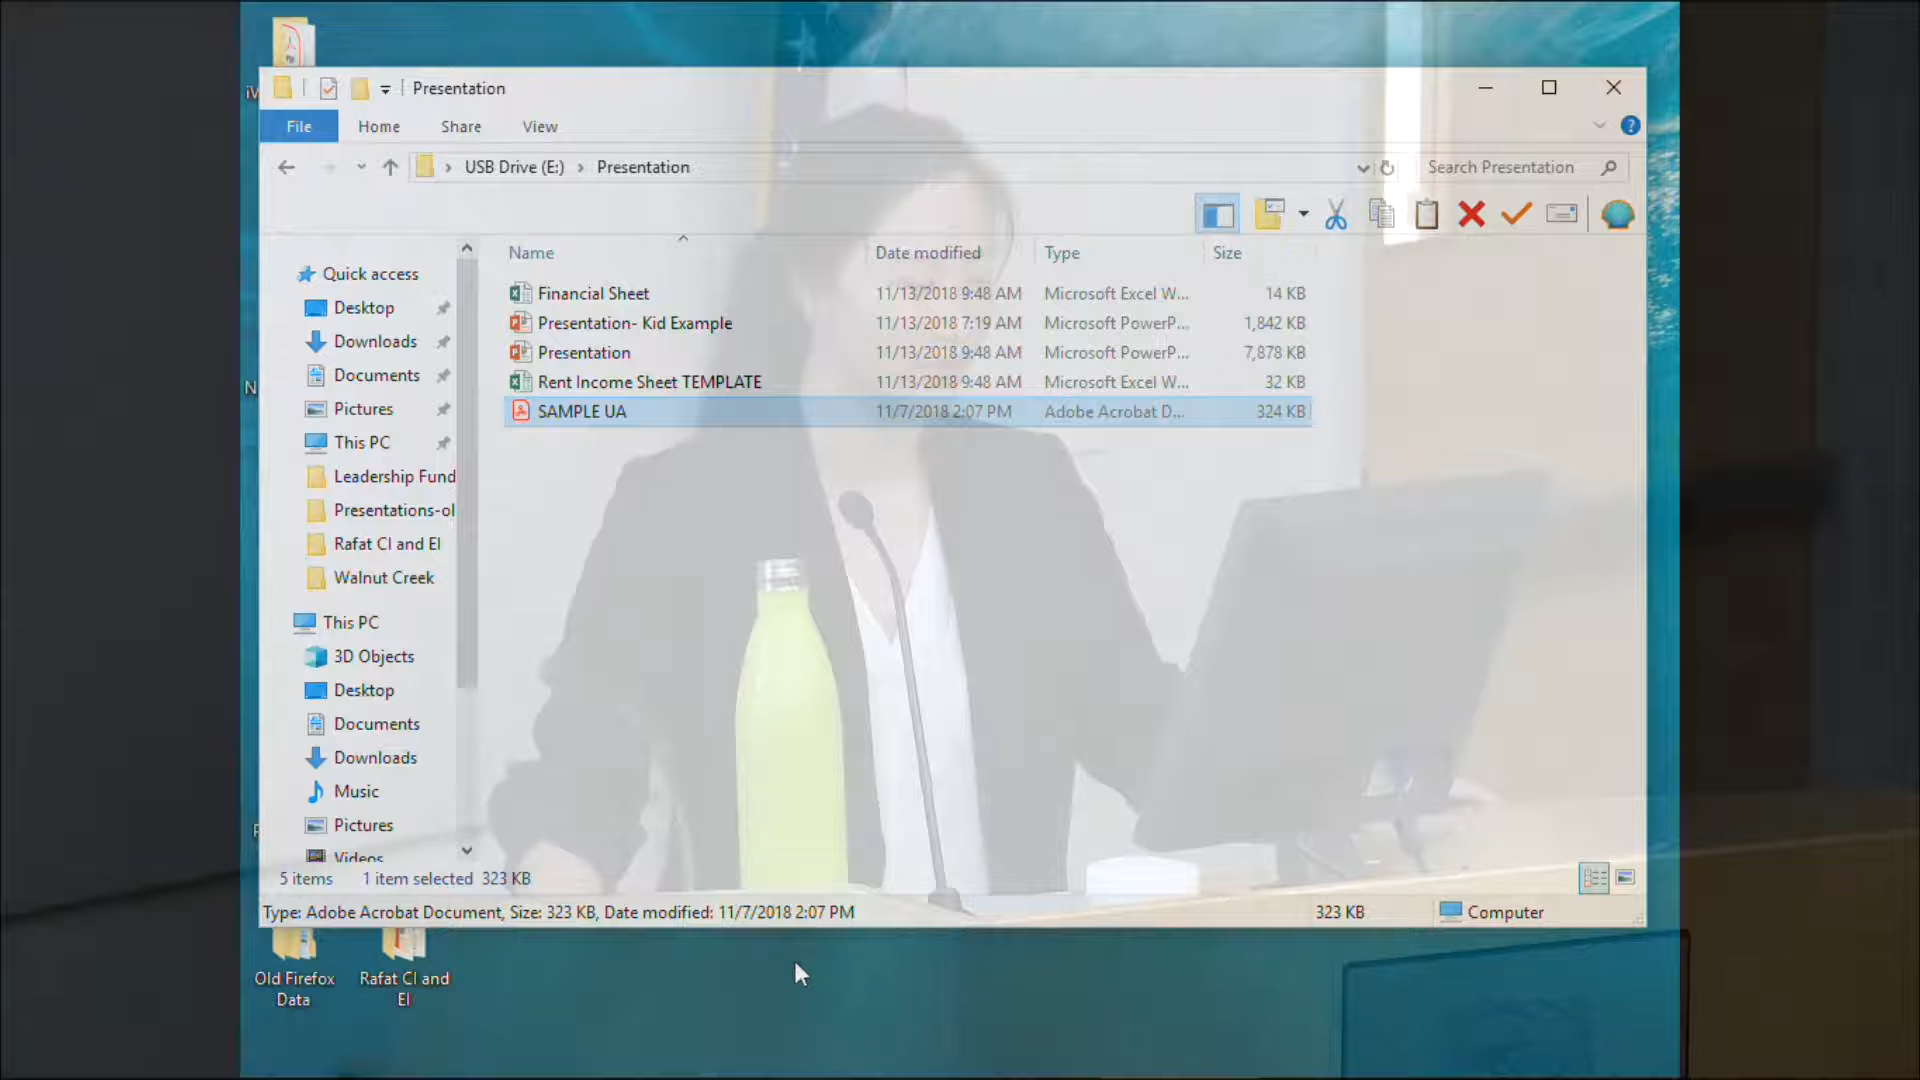 Presentation
File Home Share View
USB Drive (E:) Presentation
Search Presentation
Name Date modified Type Size
Financial Sheet 11/13/2018 9:48 AM Microsoft Excel W... 14 KB
Presentation- Kid Example 11/13/2018 7:19 AM Microsoft PowerP... 1,842 KB
Presentation 11/13/2018 9:48 AM Microsoft PowerP... 7,878 KB
Rent Income Sheet TEMPLATE 11/13/2018 9:48 AM Microsoft Excel W... 32 KB
SAMPLE UA 11/7/2018 2:07 PM Adobe Acrobat D... 324 KB
Quick access
Desktop
Downloads
Documents
Pictures
This PC
Leadership Fund
Presentations-ol
Rafat CI and EI
Walnut Creek
This PC
3D Objects
Desktop
Documents
Downloads
Music
Pictures
Videos
5 items 1 item selected 323 KB
Type: Adobe Acrobat Document, Size: 323 KB, Date modified: 11/7/2018 2:07 PM
323 KB
Computer
Old Firefox
Data
Rafat CI and
EI